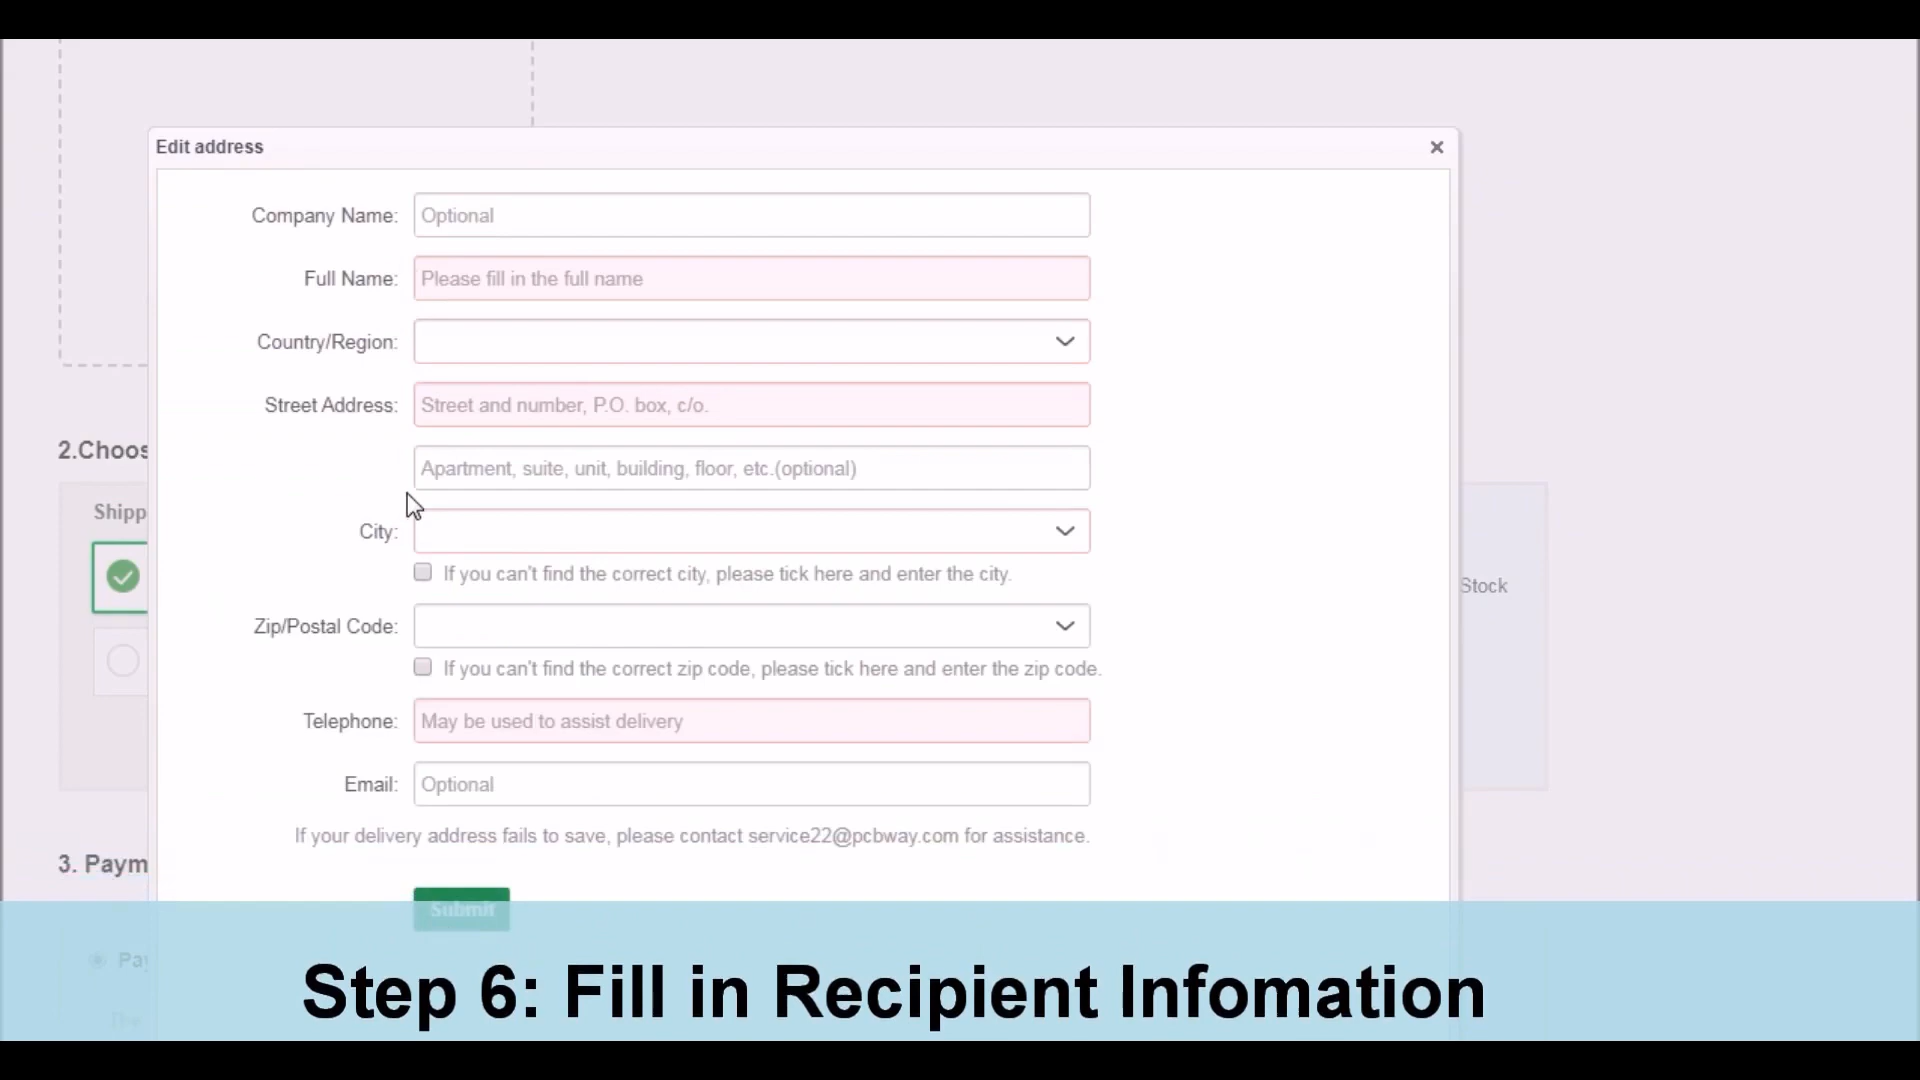 Edit address
Company Name: Optional
Full Name: Please fill in the full name
Country/Region:
Street Address: Street and number, P.O. box, c/o.
Apartment, suite, unit, building, floor, etc.(optional)
2.Choos
Shipp
City:
If you can't find the correct city, please tick here and enter the city.
Stock
Zip/Postal Code:
If you can't find the correct zip code, please tick here and enter the zip code.
Telephone: May be used to assist delivery
Email: Optional
If your delivery address fails to save, please contact service22@pcbway.com for assistance.
3. Paym
Submit
Pay
Step 6: Fill in Recipient Infomation